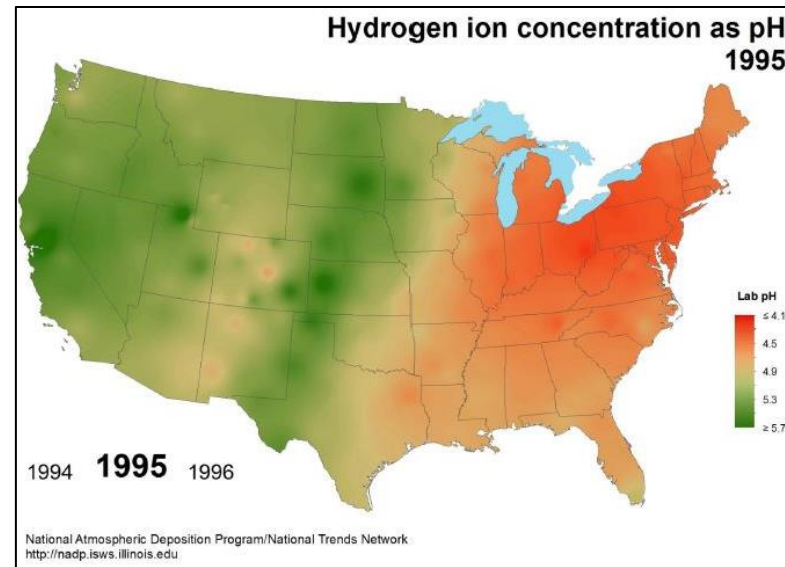 Hydrogen ion concentration as pH
1995
Lab pH
≤ 4.1
4.5
4.9
5.3
≥ 5.7
1994 1995 1996
National Atmospheric Deposition Program/National Trends Network
http://nadp.isws.illinois.edu